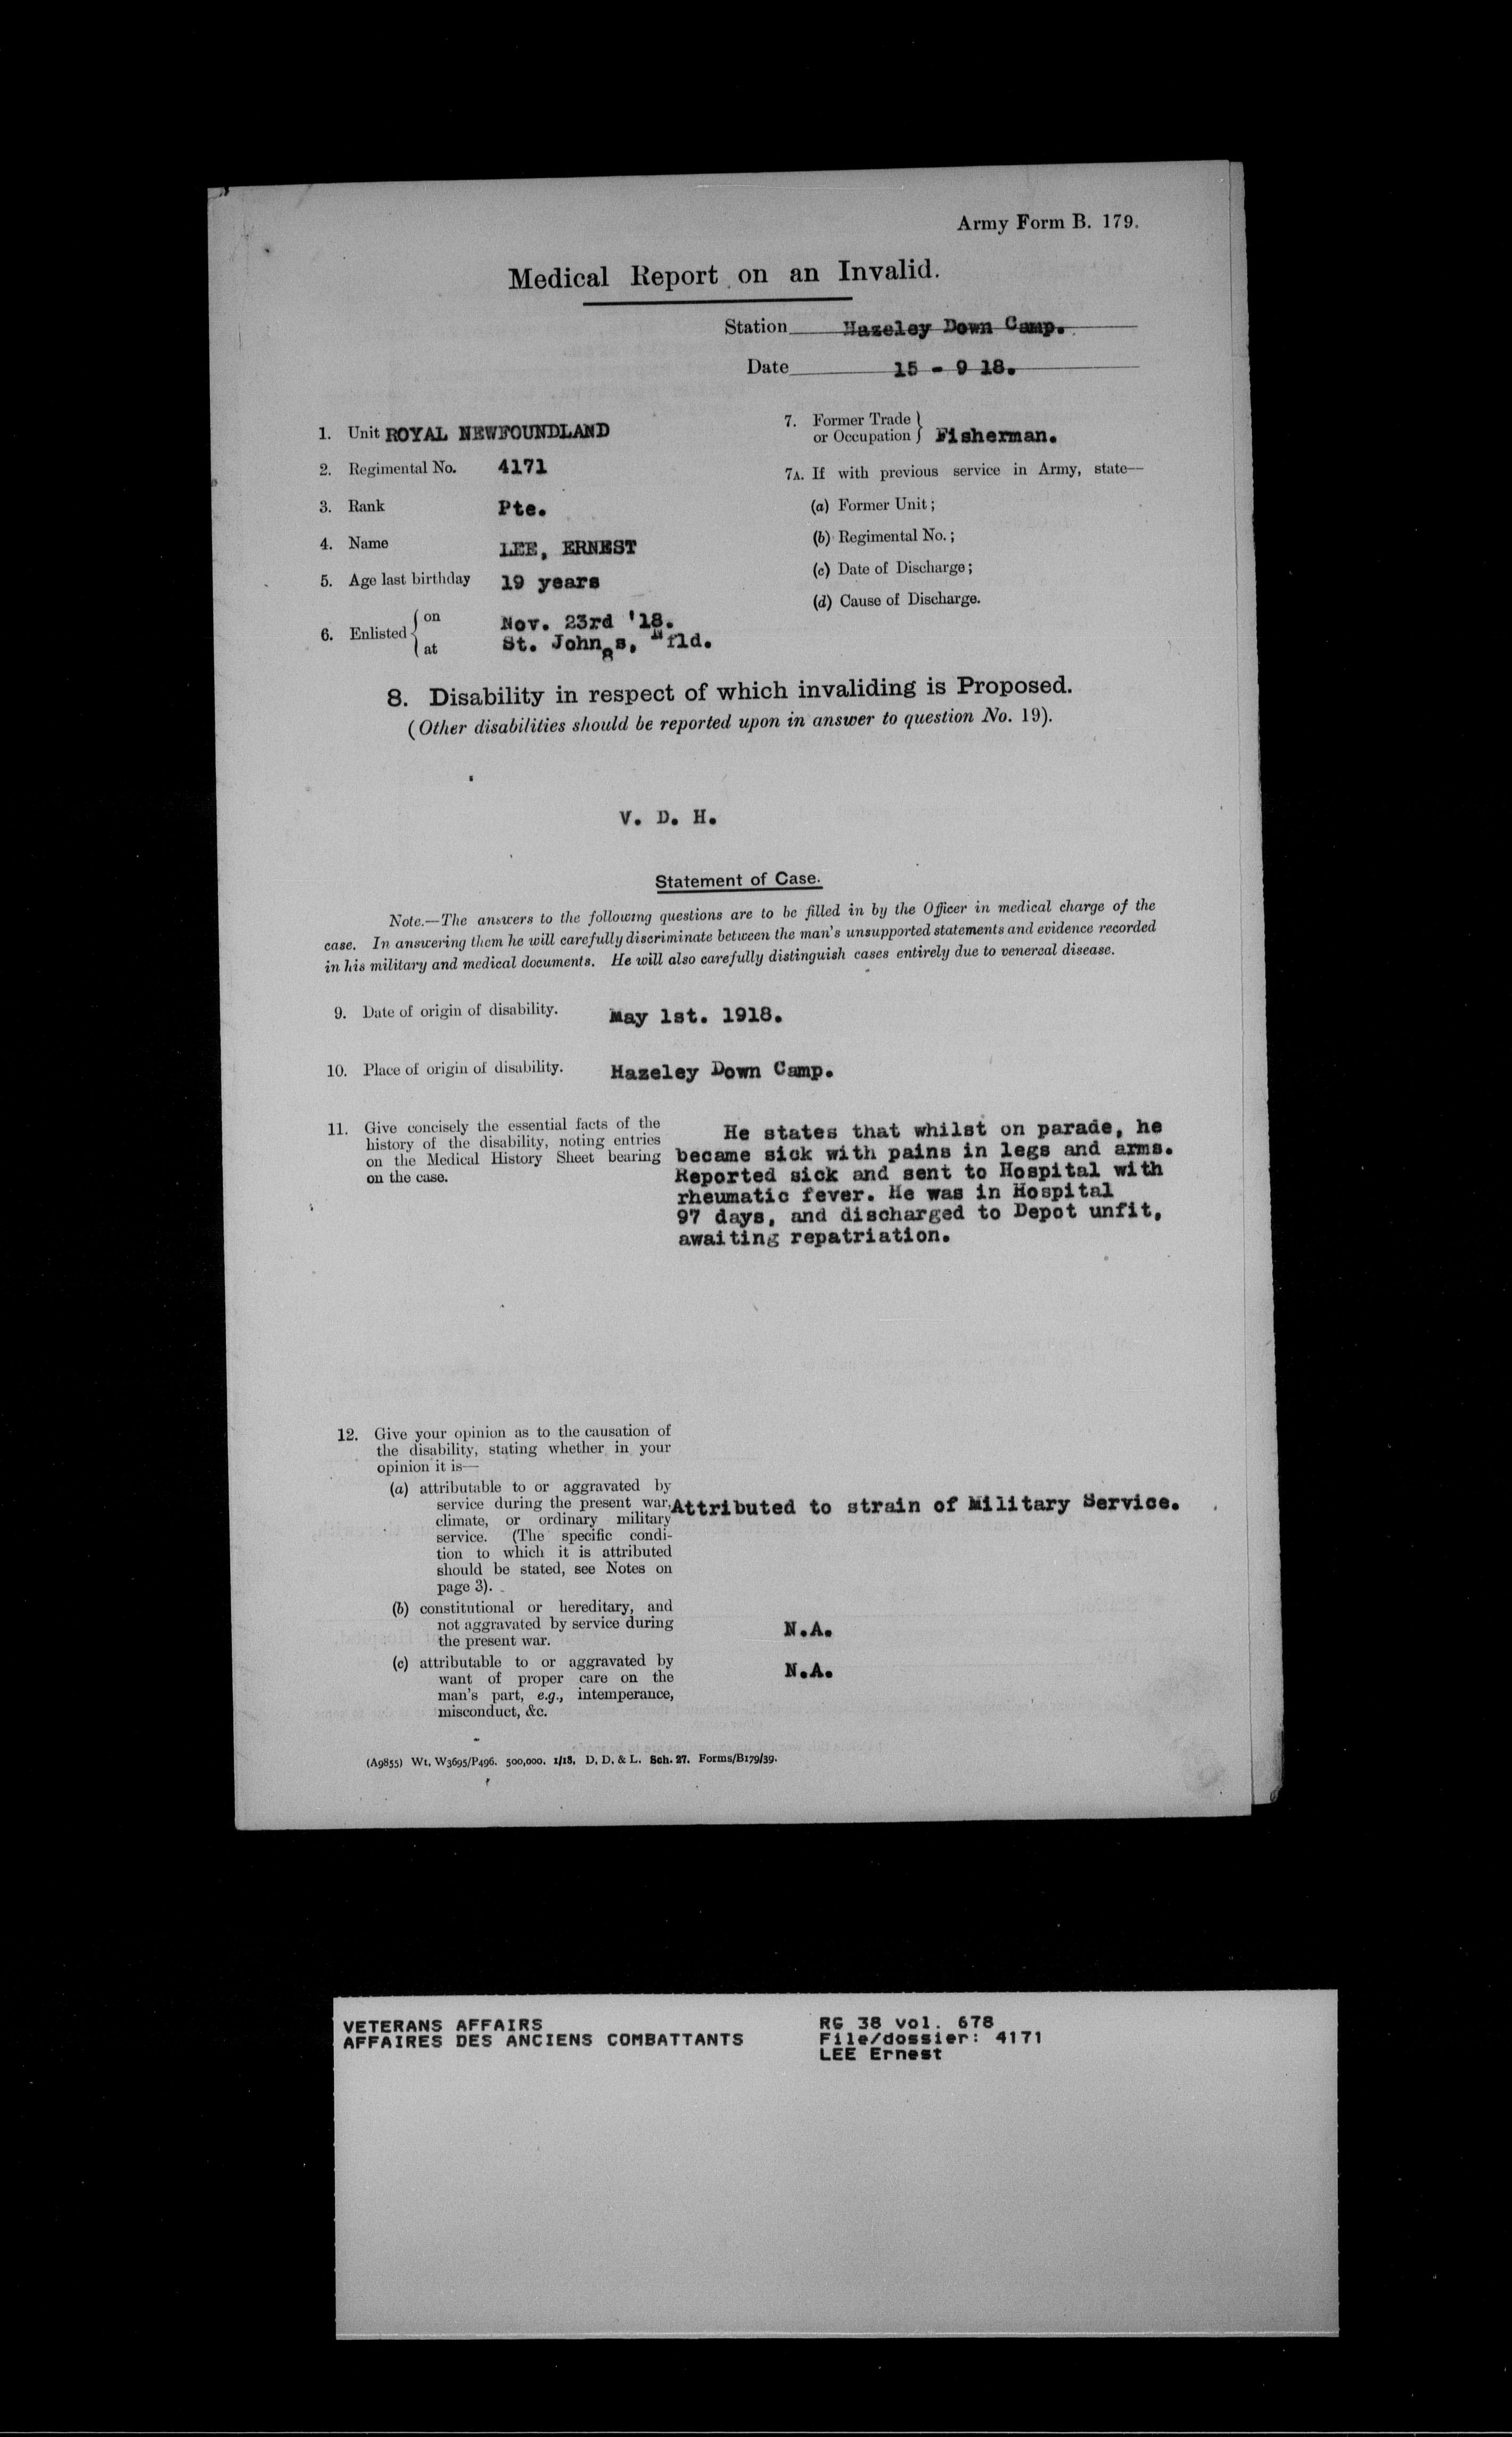 Army Form B. 179.
Medical Report on an Invalid.
Station Hazeley Down Camp.
Date 15 - 9 18.
1. Unit ROYAL NEWFOUNDLAND
2. Regimental No. 4171
3. Rank Pte.
4. Name LEE, ERNEST
5. Age last birthday 19 years
6. Enlisted { on Nov. 23rd '18.
at St. John8s, Nfld.
7. Former Trade }
or Occupation } Fisherman.
7A. If with previous service in Army, state—
(a) Former Unit;
(b) Regimental No.;
(c) Date of Discharge;
(d) Cause of Discharge.
8. Disability in respect of which invaliding is Proposed.
(Other disabilities should be reported upon in answer to question No. 19).
V. D. H.
Statement of Case.
Note.—The answers to the following questions are to be filled in by the Officer in medical charge of the
case. In answering them he will carefully discriminate between the man's unsupported statements and evidence recorded
in his military and medical documents. He will also carefully distinguish cases entirely due to venereal disease.
9. Date of origin of disability. May 1st. 1918.
10. Place of origin of disability. Hazeley Down Camp.
11. Give concisely the essential facts of the
history of the disability, noting entries
on the Medical History Sheet bearing
on the case.
He states that whilst on parade, he
became sick with pains in legs and arms.
Reported sick and sent to Hospital with
rheumatic fever. He was in Hospital
97 days, and discharged to Depot unfit,
awaiting repatriation.
12. Give your opinion as to the causation of
the disability, stating whether in your
opinion it is—
(a) attributable to or aggravated by
service during the present war,
climate, or ordinary military
service. (The specific condi-
tion to which it is attributed
should be stated, see Notes on
page 3).
Attributed to strain of Military Service.
(b) constitutional or hereditary, and
not aggravated by service during
the present war.
N.A.
(c) attributable to or aggravated by
want of proper care on the
man's part, e.g., intemperance,
misconduct, &c.
N.A.
(A9855) Wt. W3695/P496. 500,000. 1/18. D. D. & L. Sch. 27. Forms/B179/39.
VETERANS AFFAIRS
AFFAIRES DES ANCIENS COMBATTANTS
RG 38 vol. 678
File/dossier: 4171
LEE Ernest